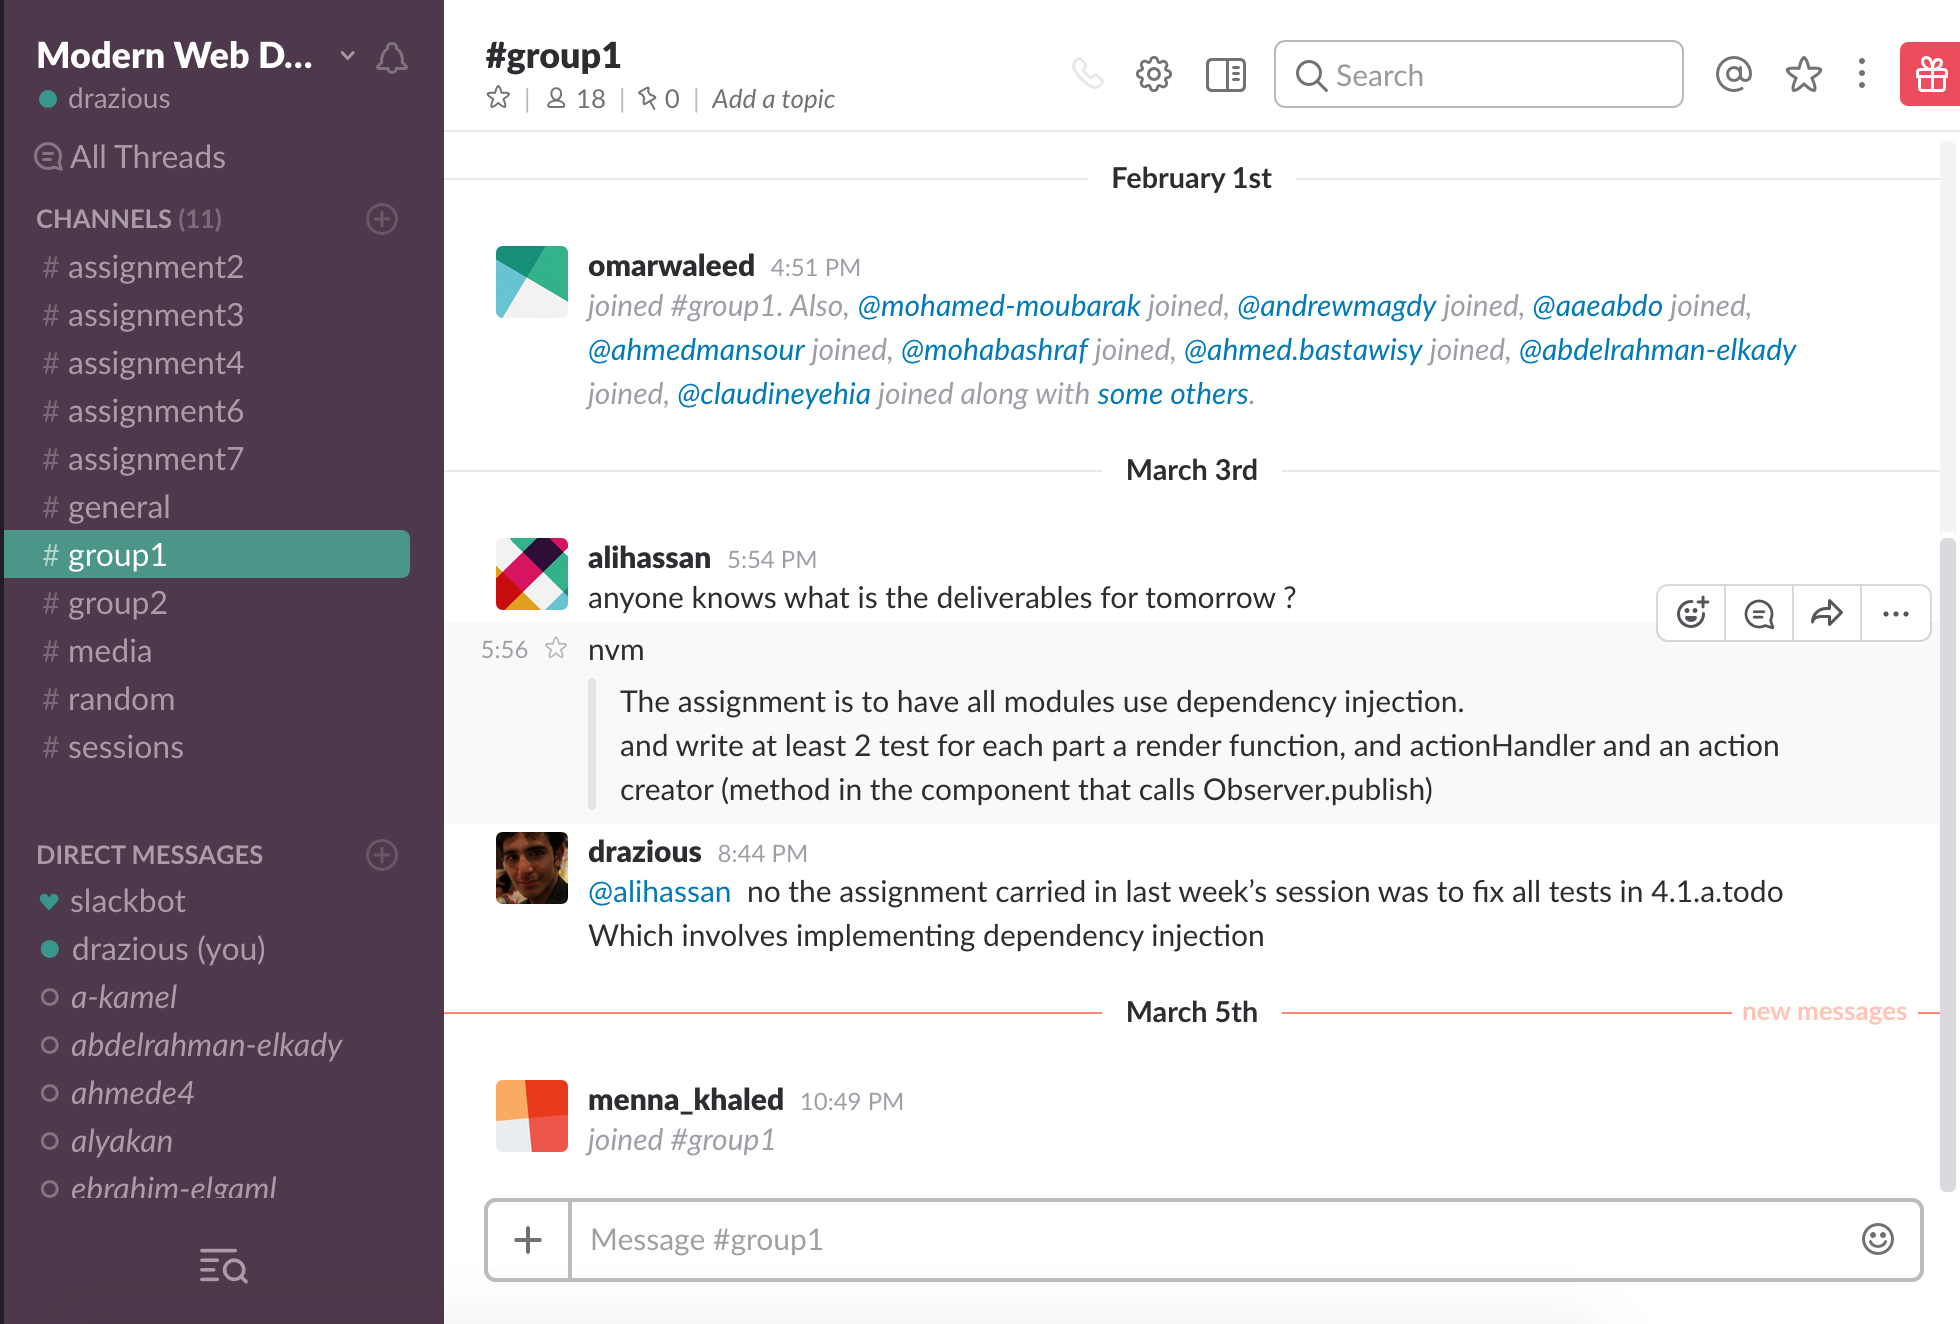 Modern Web D...
drazious
All Threads
CHANNELS (11)
# assignment2
# assignment3
# assignment4
# assignment6
# assignment7
# general
# group1
# group2
# media
# random
# sessions
DIRECT MESSAGES
slackbot
drazious (you)
a-kamel
abdelrahman-elkady
ahmede4
alyakan
ebrahim-elgaml
#group1
18 | 0 | Add a topic
Search
February 1st
omarwaleed 4:51 PM
joined #group1. Also, @mohamed-moubarak joined, @andrewmagdy joined, @aaeabdo joined,
@ahmedmansour joined, @mohabashraf joined, @ahmed.bastawisy joined, @abdelrahman-elkady
joined, @claudineyehia joined along with some others.
March 3rd
alihassan 5:54 PM
anyone knows what is the deliverables for tomorrow ?
5:56 nvm
The assignment is to have all modules use dependency injection.
and write at least 2 test for each part a render function, and actionHandler and an action
creator (method in the component that calls Observer.publish)
drazious 8:44 PM
@alihassan no the assignment carried in last week’s session was to fix all tests in 4.1.a.todo
Which involves implementing dependency injection
March 5th new messages
menna_khaled 10:49 PM
joined #group1
Message #group1